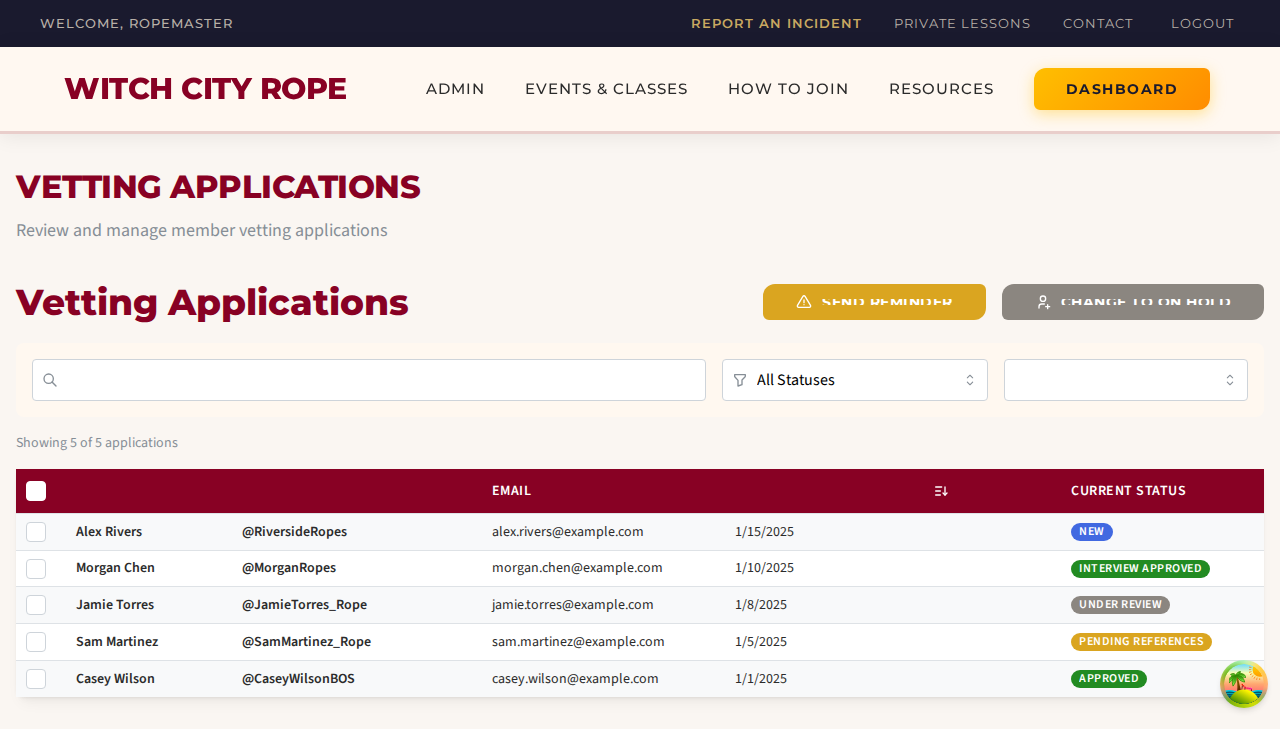 WELCOME, ROPEMASTER
REPORT AN INCIDENT PRIVATE LESSONS CONTACT LOGOUT
WITCH CITY ROPE ADMIN EVENTS & CLASSES HOW TO JOIN RESOURCES DASHBOARD
VETTING APPLICATIONS
Review and manage member vetting applications
Vetting Applications SEND REMINDER CHANGE TO ON HOLD
All Statuses
Showing 5 of 5 applications
EMAIL CURRENT STATUS
Alex Rivers @RiversideRopes alex.rivers@example.com 1/15/2025 NEW
Morgan Chen @MorganRopes morgan.chen@example.com 1/10/2025 INTERVIEW APPROVED
Jamie Torres @JamieTorres_Rope jamie.torres@example.com 1/8/2025 UNDER REVIEW
Sam Martinez @SamMartinez_Rope sam.martinez@example.com 1/5/2025 PENDING REFERENCES
Casey Wilson @CaseyWilsonBOS casey.wilson@example.com 1/1/2025 APPROVED